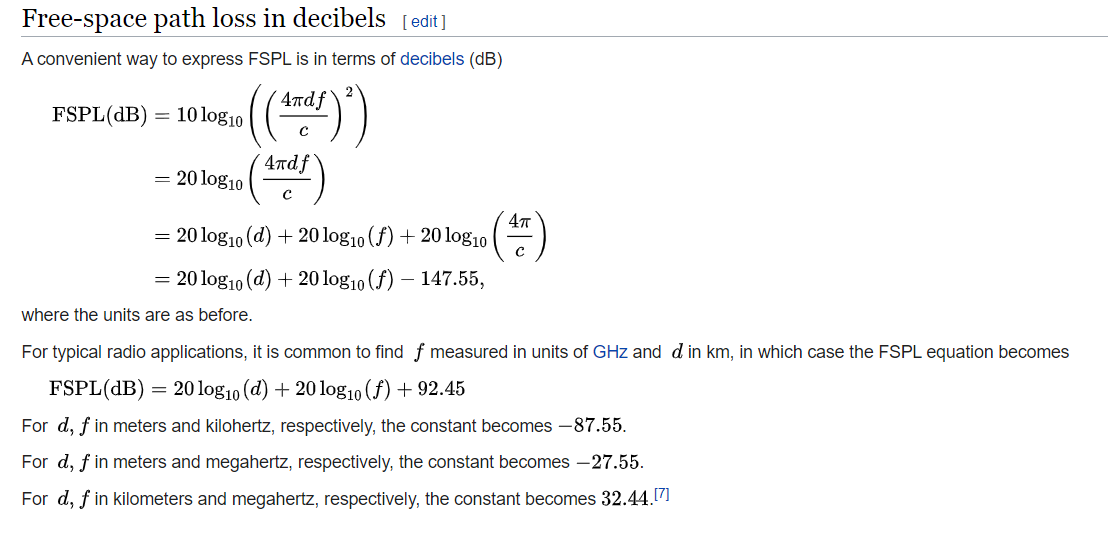 Free-space path loss in decibels [ edit ]
A convenient way to express FSPL is in terms of decibels (dB)
FSPL(dB) = 10 log₁₀ ( ( 4πdf / c )² )
= 20 log₁₀ ( 4πdf / c )
= 20 log₁₀(d) + 20 log₁₀(f) + 20 log₁₀ ( 4π / c )
= 20 log₁₀(d) + 20 log₁₀(f) − 147.55,
where the units are as before.
For typical radio applications, it is common to find f measured in units of GHz and d in km, in which case the FSPL equation becomes
FSPL(dB) = 20 log₁₀(d) + 20 log₁₀(f) + 92.45
For d, f in meters and kilohertz, respectively, the constant becomes −87.55.
For d, f in meters and megahertz, respectively, the constant becomes −27.55.
For d, f in kilometers and megahertz, respectively, the constant becomes 32.44.[7]